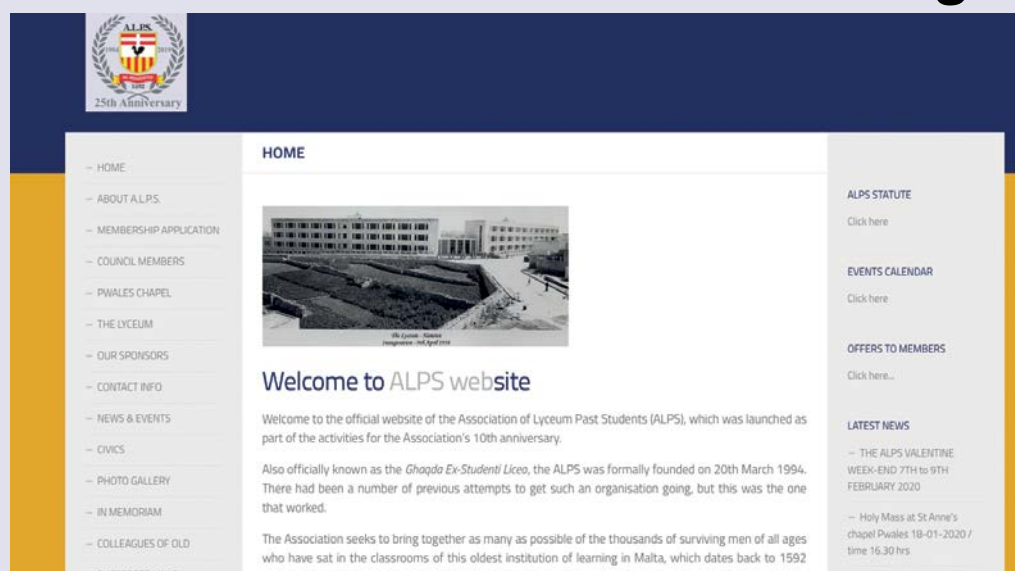 A.L.P.S.
25th Anniversary
– HOME
– ABOUT A.L.P.S.
– MEMBERSHIP APPLICATION
– COUNCIL MEMBERS
– PWALES CHAPEL
– THE LYCEUM
– OUR SPONSORS
– CONTACT INFO
– NEWS & EVENTS
– CIVICS
– PHOTO GALLERY
– IN MEMORIAM
– COLLEAGUES OF OLD
HOME
The Lyceum - Hamrun
Welcome to ALPS website
Welcome to the official website of the Association of Lyceum Past Students (ALPS), which was launched as
part of the activities for the Association's 10th anniversary.
Also officially known as the Għaqda Ex-Studenti Liceo, the ALPS was formally founded on 20th March 1994.
There had been a number of previous attempts to get such an organisation going, but this was the one
that worked.
The Association seeks to bring together as many as possible of the thousands of surviving men of all ages
who have sat in the classrooms of this oldest institution of learning in Malta, which dates back to 1592
ALPS STATUTE
Click here
EVENTS CALENDAR
Click here
OFFERS TO MEMBERS
Click here...
LATEST NEWS
– THE ALPS VALENTINE
WEEK-END 7TH to 9TH
FEBRUARY 2020
– Holy Mass at St Anne's
chapel Pwales 18-01-2020 /
time 16.30 hrs